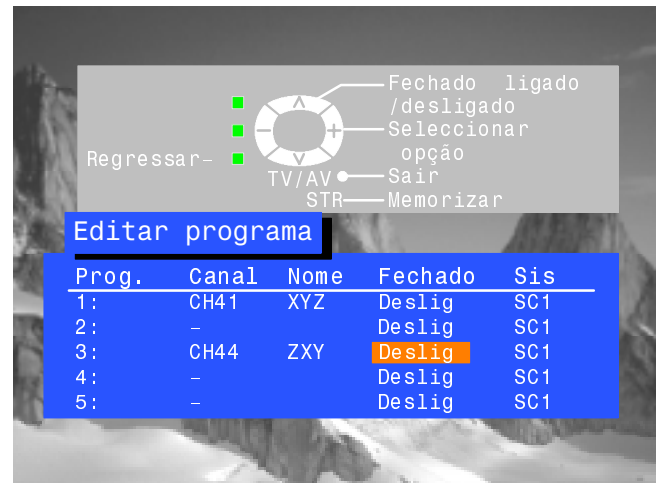 Fechado ligado
/desligado
Seleccionar
opção
Regressar-
TV/AV Sair
STR Memorizar
Editar programa
Prog. Canal Nome Fechado Sis
1: CH41 XYZ Deslig SC1
2: – Deslig SC1
3: CH44 ZXY Deslig SC1
4: – Deslig SC1
5: – Deslig SC1